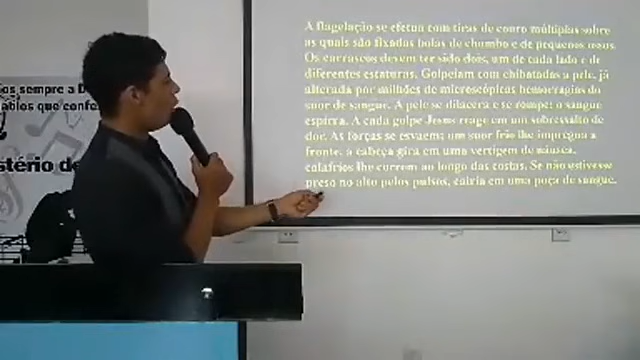 A flagelação se efetua com tiras de couro múltiplas sobre
as quais são fixadas bolas de chumbo e de pequenos ossos.
Os carrascos devem ter sido dois, um de cada lado e de
diferentes estaturas. Golpeiam com chibatadas a pele, já
alterada por milhões de microscópicas hemorragias do
suor de sangue. A pele se dilacera e se rompe; o sangue
espirra. A cada golpe Jesus reage em um sobressalto de
dor. As forças se esvaem; um suor frio lhe impregna a
fronte, a cabeça gira em uma vertigem de náusea,
calafrios lhe correm ao longo das costas. Se não estivesse
preso no alto pelos pulsos, cairia em uma poça de sangue.
os sempre a D
que confe
stério de